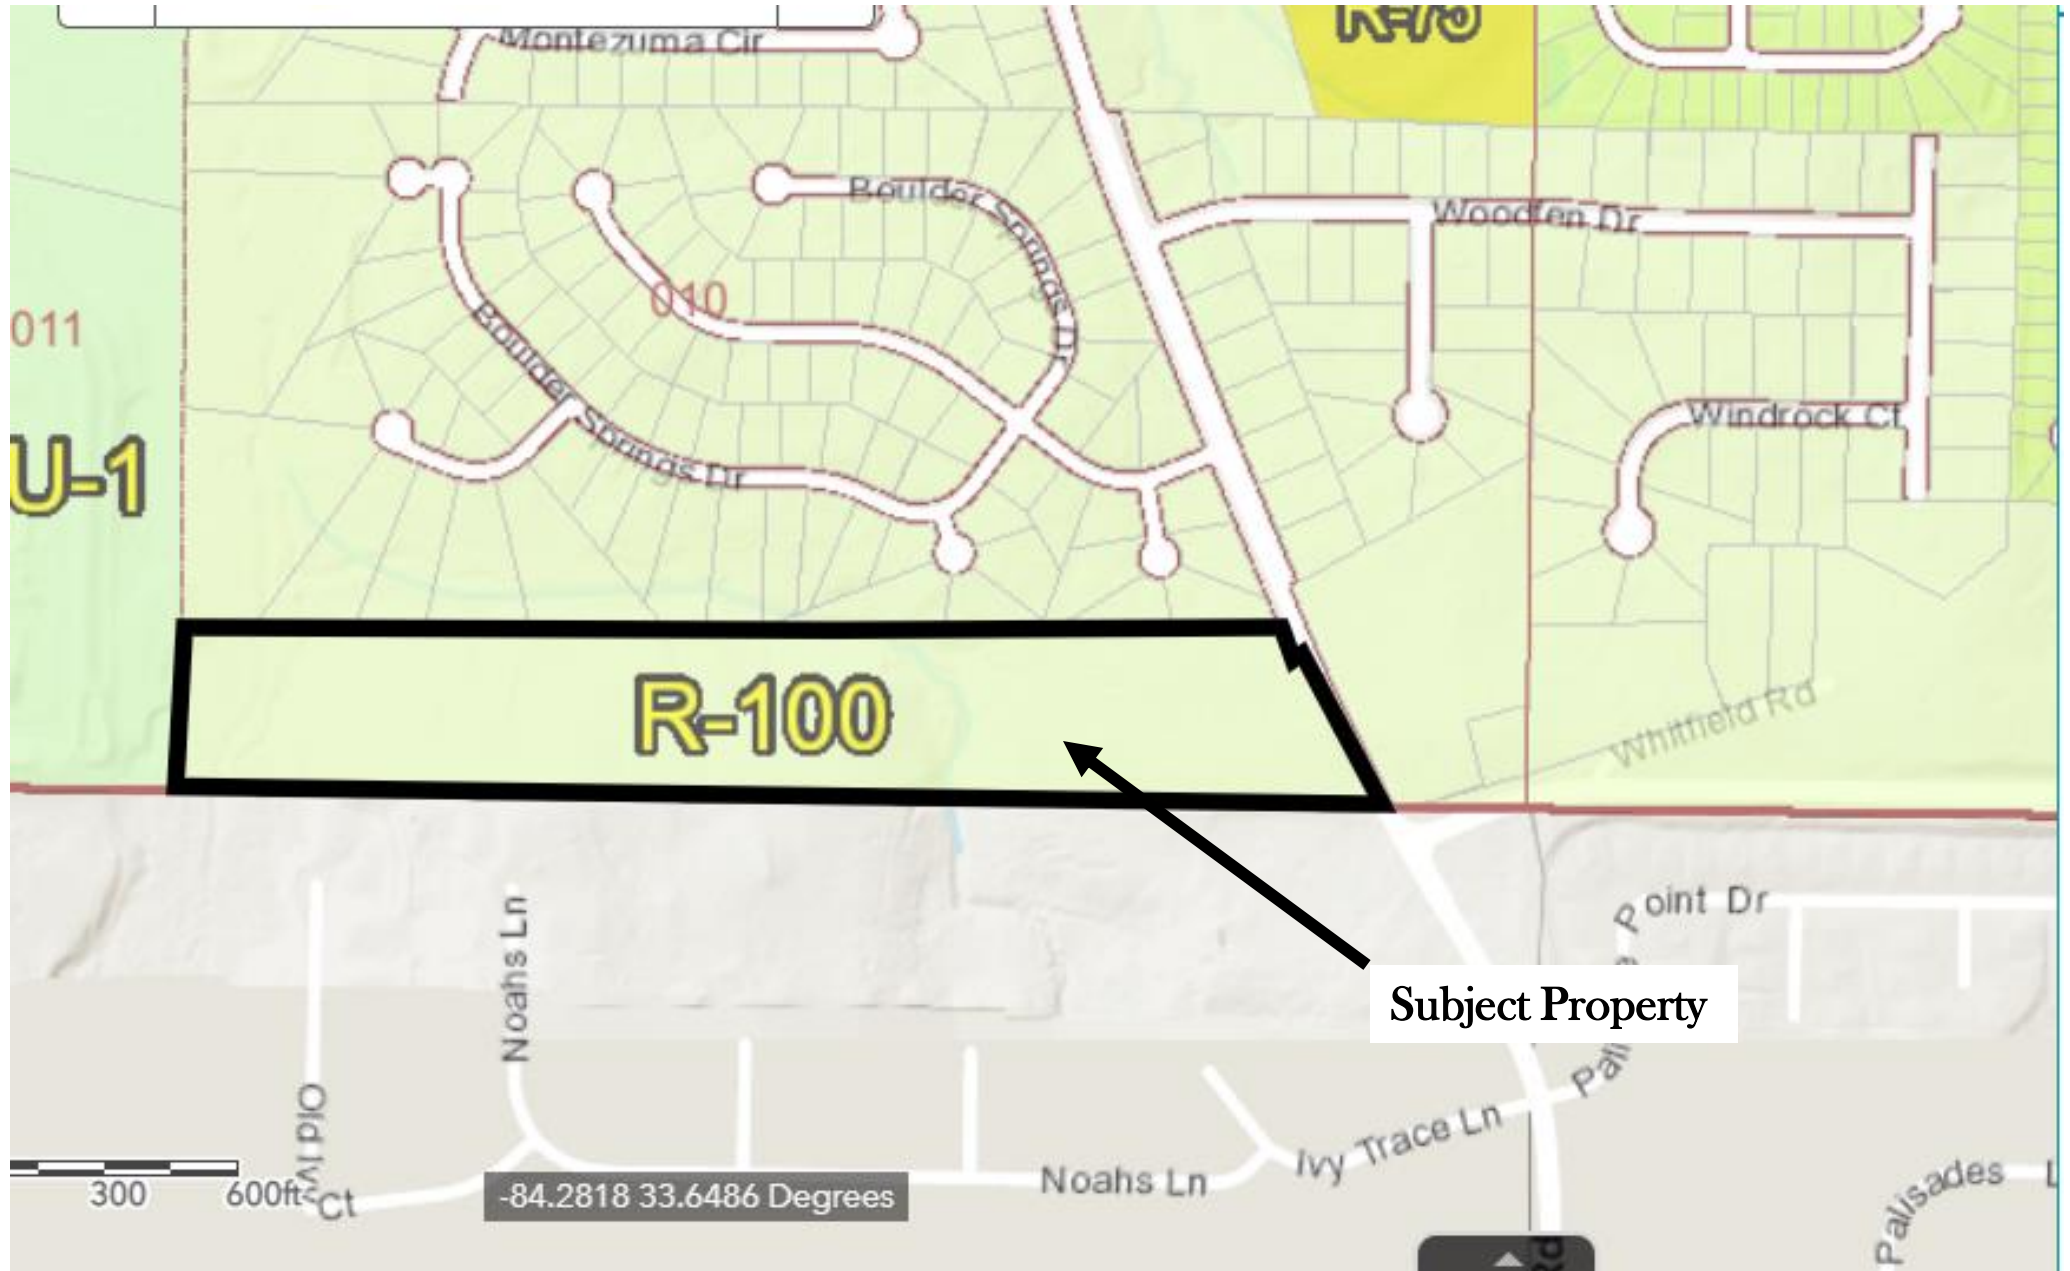 R-75
Montezuma Cir
Boulder Springs Dr
Woodfen Dr
010
011
Boulder Springs Dr
Windrock Ct
U-1
R-100
Whitfield Rd
Noahs Ln
Point Dr
Subject Property
Old Ivy Ct
Ivy Trace Ln
Noahs Ln
Palisades
300
600ft
-84.2818 33.6486 Degrees
Rd